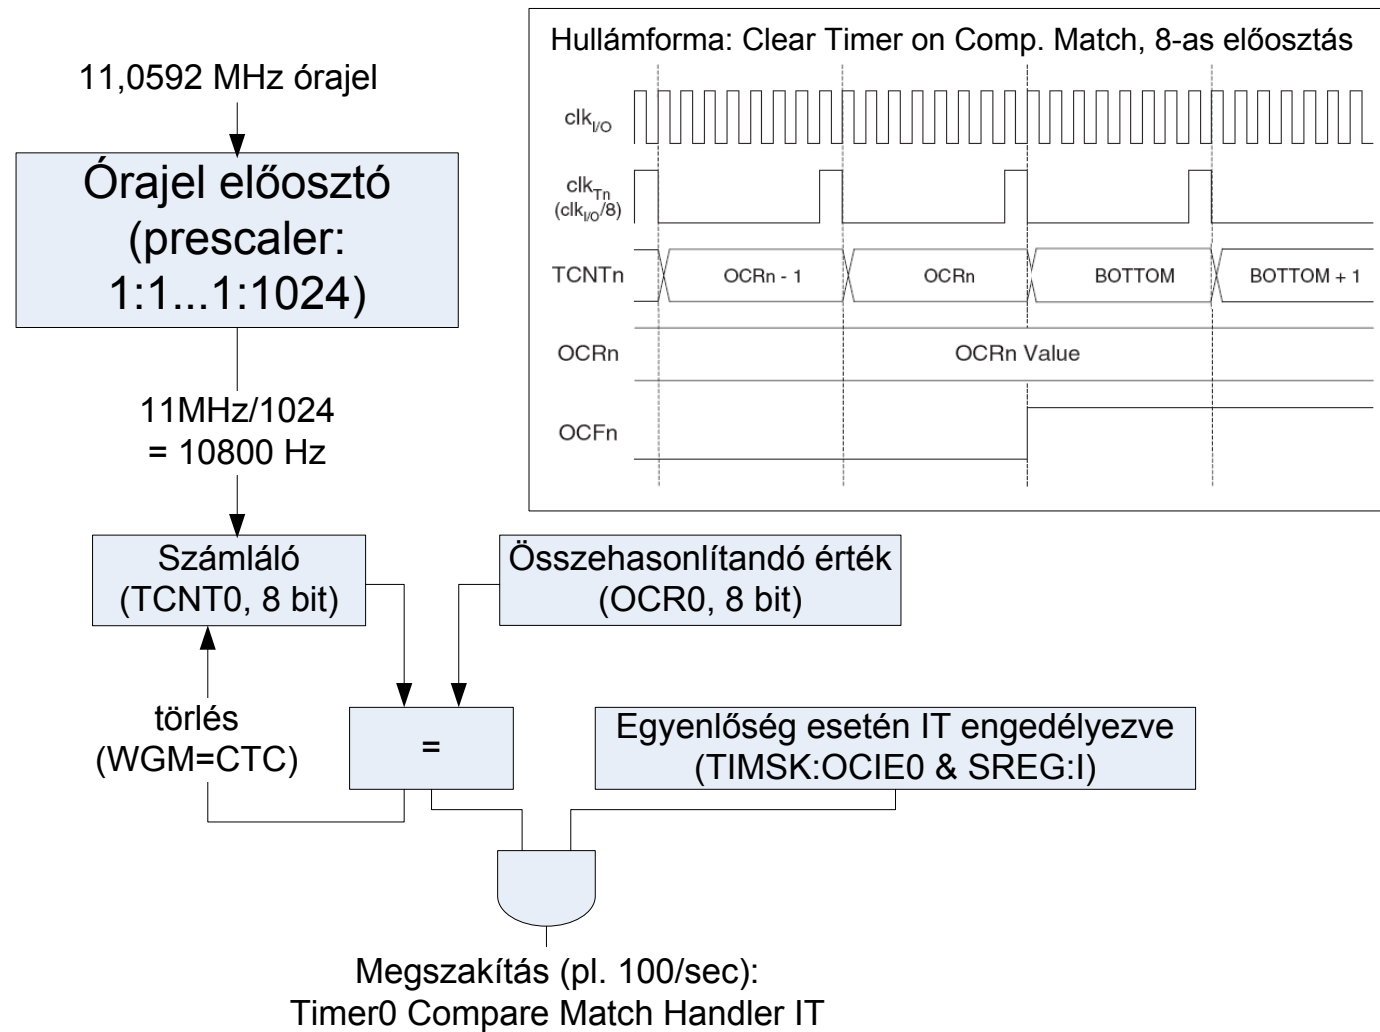 11,0592 MHz órajel
Órajel előosztó
(prescaler:
1:1...1:1024)
11MHz/1024
= 10800 Hz
Számláló
(TCNT0, 8 bit)
Összehasonlítandó érték
(OCR0, 8 bit)
törlés
(WGM=CTC)
=
Egyenlőség esetén IT engedélyezve
(TIMSK:OCIE0 & SREG:I)
Megszakítás (pl. 100/sec):
Timer0 Compare Match Handler IT
Hullámforma: Clear Timer on Comp. Match, 8-as előosztás
clkI/O
clkTn
(clkI/O/8)
TCNTn
OCRn - 1
OCRn
BOTTOM
BOTTOM + 1
OCRn
OCRn Value
OCFn